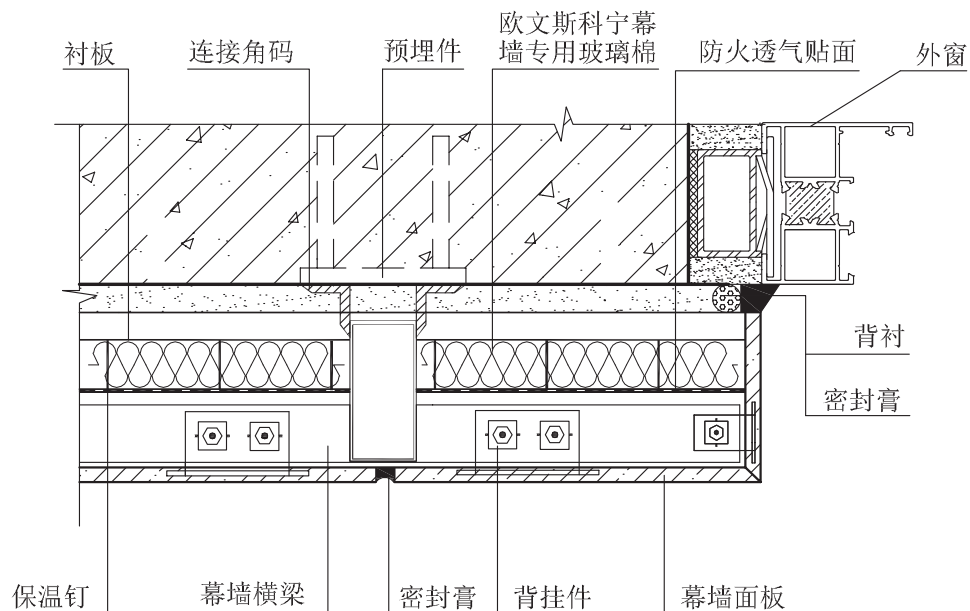 衬板
连接角码
预埋件
欧文斯科宁幕
墙专用玻璃棉
防火透气贴面
外窗
背衬
密封膏
保温钉
幕墙横梁
密封膏
背挂件
幕墙面板